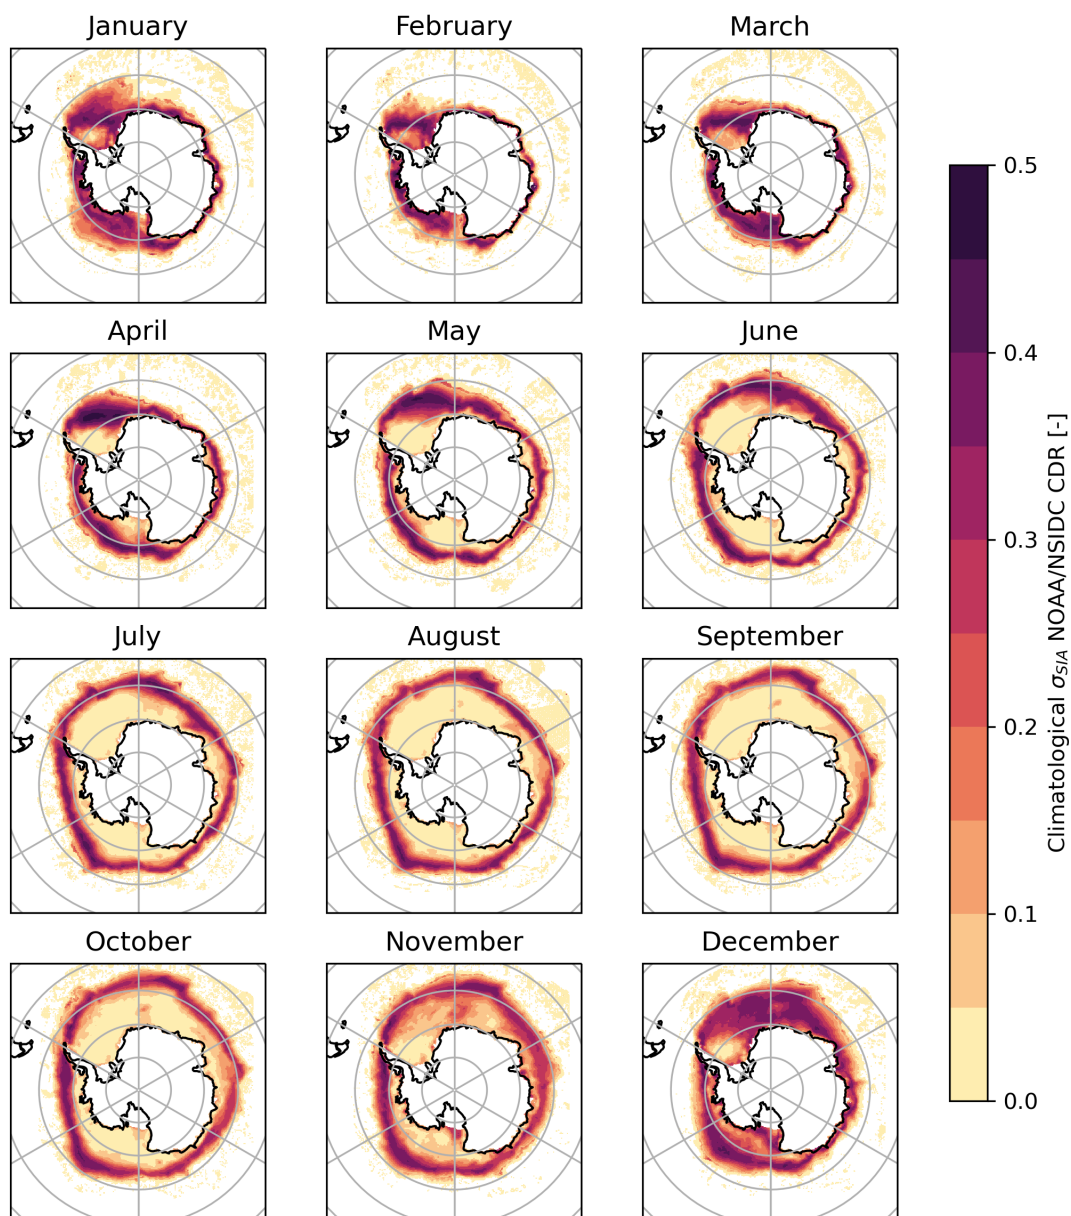 January
February
March
April
May
June
July
August
September
October
November
December
0.5
0.4
0.3
0.2
0.1
0.0
Climatological σ_SIA NOAA/NSIDC CDR [-]